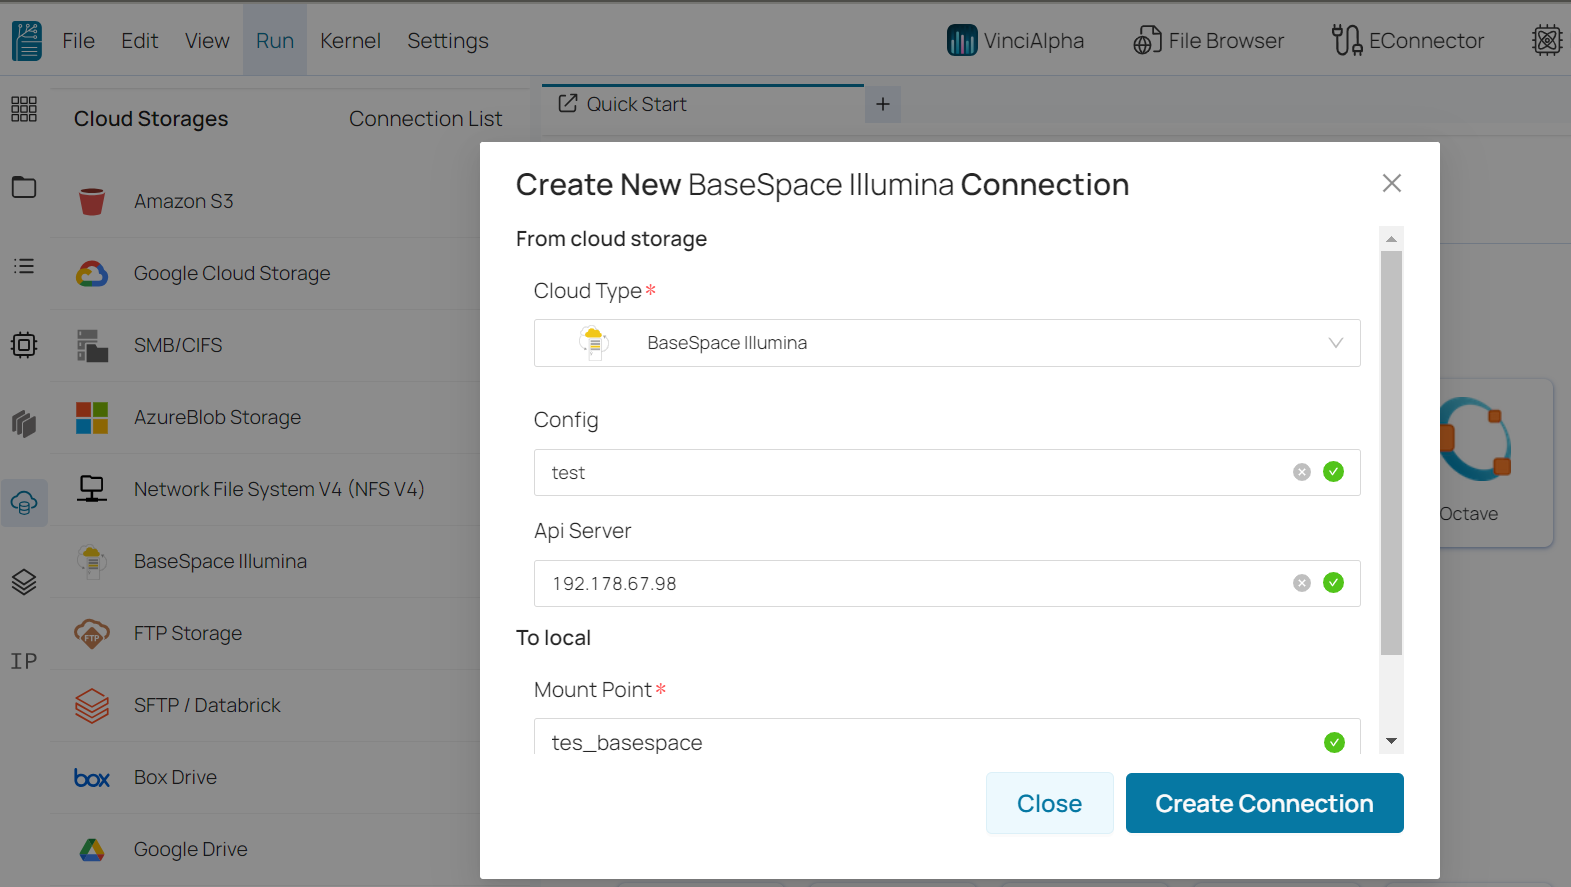 File Edit View Run Kernel Settings VinciAlpha File Browser EConnector
Cloud Storages Connection List
Quick Start +
Amazon S3
Google Cloud Storage
SMB/CIFS
AzureBlob Storage
Network File System V4 (NFS V4)
BaseSpace Illumina
FTP
FTP Storage
SFTP / Databrick
box Box Drive
Google Drive
IP
Create New BaseSpace Illumina Connection
From cloud storage
Cloud Type*
BaseSpace Illumina
Config
test
Api Server
192.178.67.98
To local
Mount Point*
tes_basespace
Close Create Connection
Octave